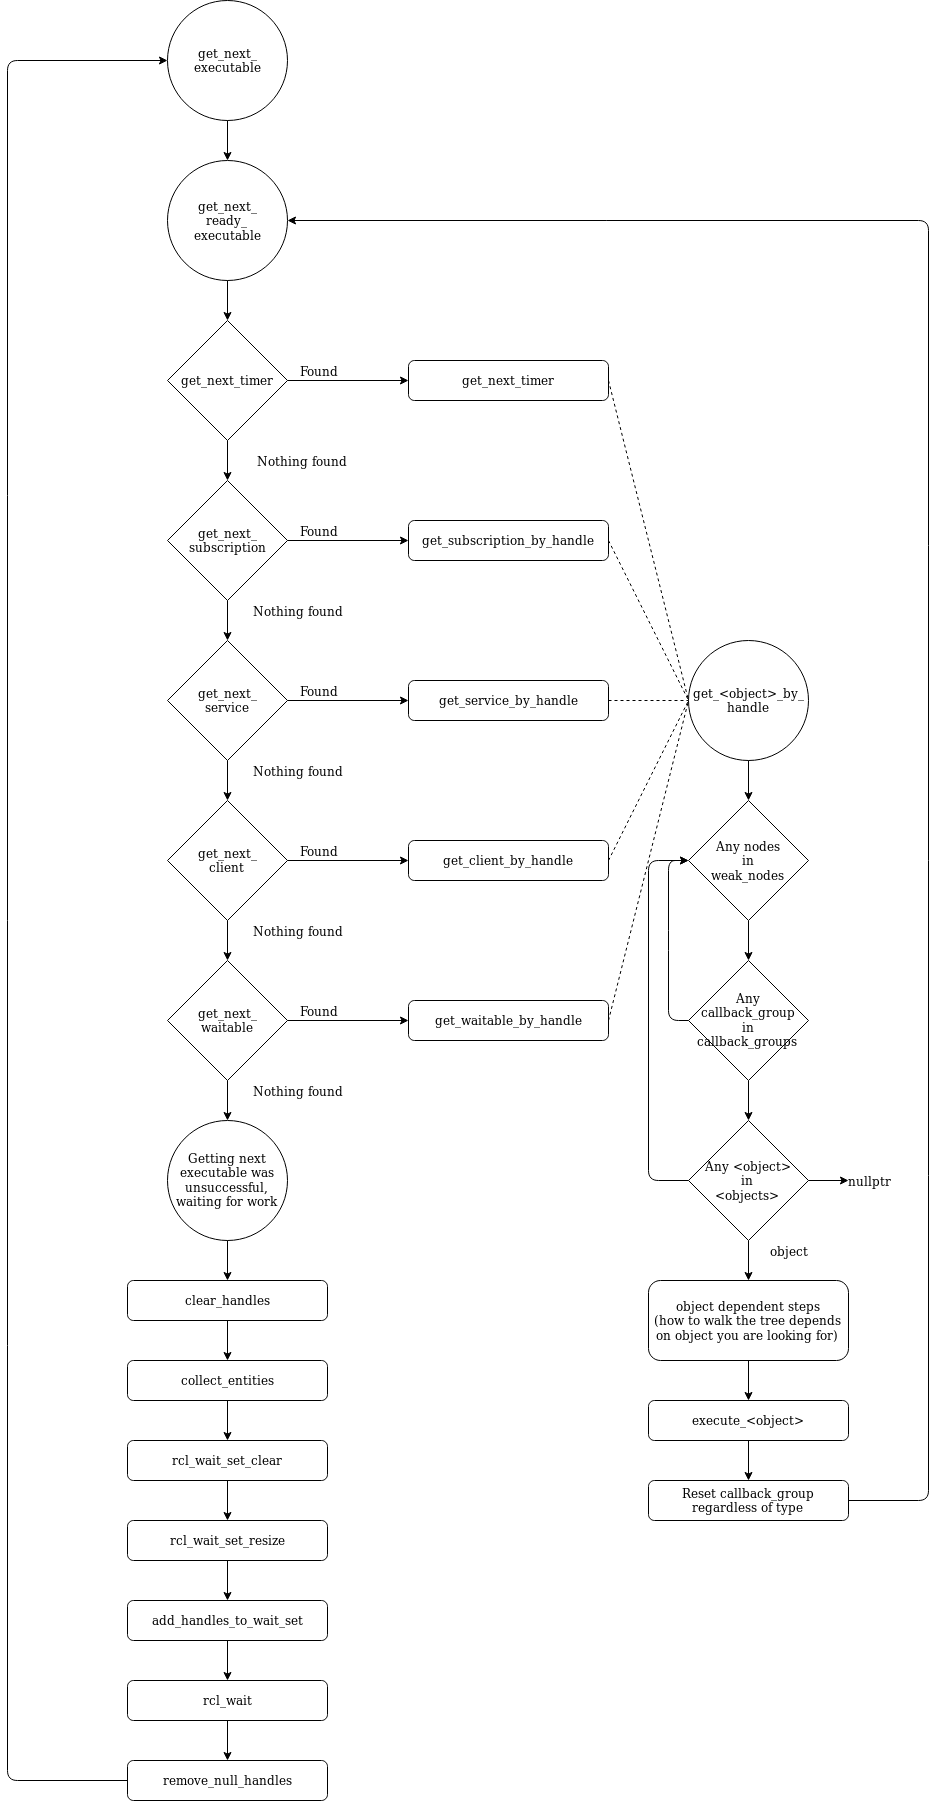 get_next_
executable
get_next_
ready_
executable
get_next_timer
Found
get_next_timer
Nothing found
get_next_
subscription
Found
get_subscription_by_handle
Nothing found
get_next_
service
Found
get_service_by_handle
get_<object>_by_
handle
Nothing found
get_next_
client
Found
get_client_by_handle
Any nodes
in
weak_nodes
Nothing found
get_next_
waitable
Found
get_waitable_by_handle
Any
callback_group
in
callback_groups
Nothing found
Getting next
executable was
unsuccessful,
waiting for work
Any <object>
in
<objects>
nullptr
object
clear_handles
object dependent steps
(how to walk the tree depends
on object you are looking for)
collect_entities
execute_<object>
rcl_wait_set_clear
Reset callback_group
regardless of type
rcl_wait_set_resize
add_handles_to_wait_set
rcl_wait
remove_null_handles